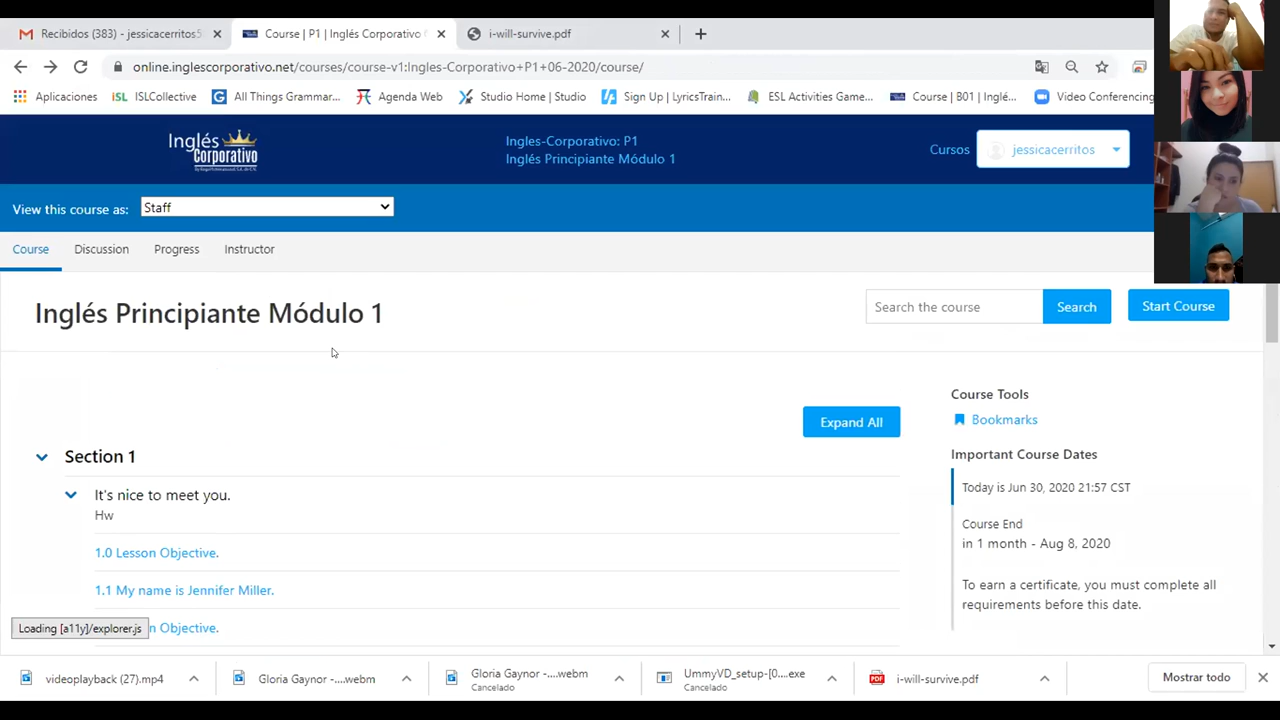 Recibidos (383) - jessicacerritos5
Course | P1 | Inglés Corporativo
i-will-survive.pdf
online.inglescorporativo.net/courses/course-v1:Ingles-Corporativo+P1+06-2020/course/
Aplicaciones
ISLCollective
All Things Grammar...
Agenda Web
Studio Home | Studio
Sign Up | LyricsTrain...
ESL Activities Game...
Course | B01 | Inglé...
Video Conferencing
Inglés
Corporativo
Ingles-Corporativo: P1
Inglés Principiante Módulo 1
Cursos
jessicacerritos
View this course as:
Staff
Course
Discussion
Progress
Instructor
Inglés Principiante Módulo 1
Search the course
Search
Start Course
Expand All
Course Tools
Bookmarks
Important Course Dates
Today is Jun 30, 2020 21:57 CST
Course End
in 1 month - Aug 8, 2020
To earn a certificate, you must complete all
requirements before this date.
Section 1
It's nice to meet you.
Hw
1.0 Lesson Objective.
1.1 My name is Jennifer Miller.
n Objective.
Loading [a11y]/explorer.js
videoplayback (27).mp4
Gloria Gaynor -....webm
Gloria Gaynor -....webm
Cancelado
UmmyVD_setup-[0....exe
Cancelado
i-will-survive.pdf
Mostrar todo